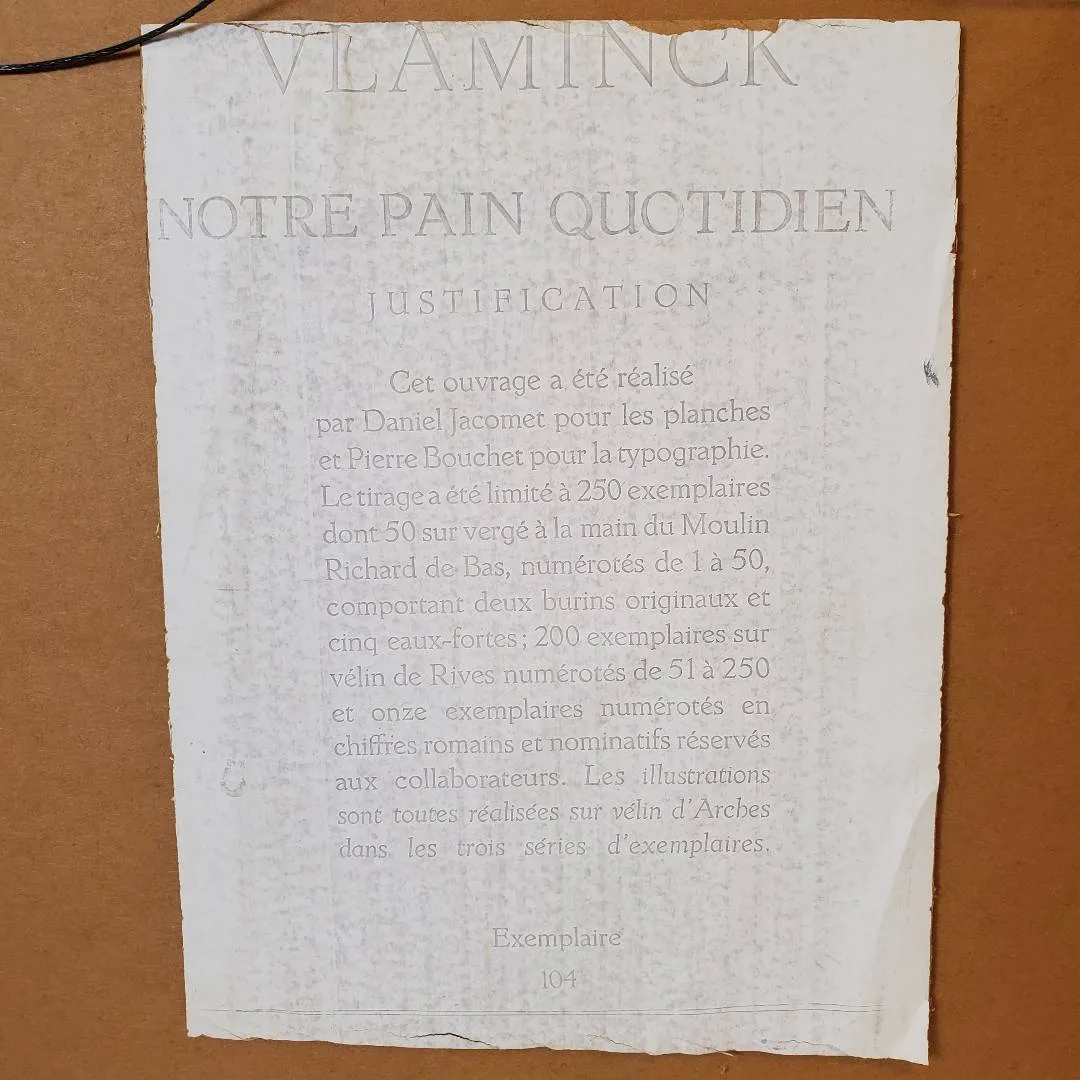 VLAMINCK
NOTRE PAIN QUOTIDIEN
JUSTIFICATION
Cet ouvrage a été réalisé
par Daniel Jacomet pour les planches
et Pierre Bouchet pour la typographie.
Le tirage a été limité à 250 exemplaires
dont 50 sur vergé à la main du Moulin
Richard de Bas, numérotés de 1 à 50,
comportant deux burins originaux et
cinq eaux-fortes; 200 exemplaires sur
vélin de Rives numérotés de 51 à 250
et onze exemplaires numérotés en
chiffres romains et nominatifs réservés
aux collaborateurs. Les illustrations
sont toutes réalisées sur vélin d'Arches
dans les trois séries d'exemplaires.
Exemplaire
104